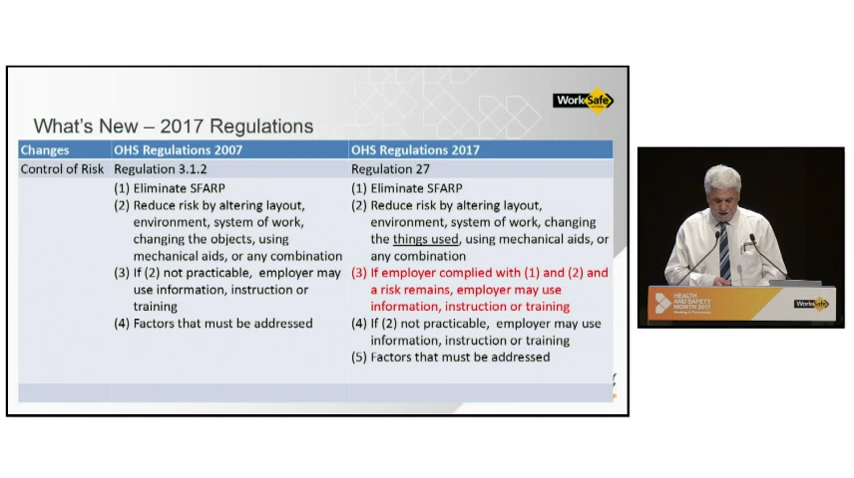 WorkSafe
What's New – 2017 Regulations
Changes OHS Regulations 2007 OHS Regulations 2017
Control of Risk Regulation 3.1.2 Regulation 27
(1) Eliminate SFARP
(2) Reduce risk by altering layout,
environment, system of work,
changing the objects, using
mechanical aids, or any combination
(3) If (2) not practicable, employer may
use information, instruction or
training
(4) Factors that must be addressed
(1) Eliminate SFARP
(2) Reduce risk by altering layout,
environment, system of work, changing
the things used, using mechanical aids, or
any combination
(3) If employer complied with (1) and (2) and
a risk remains, employer may use
information, instruction or training
(4) If (2) not practicable, employer may use
information, instruction or training
(5) Factors that must be addressed
HEALTH
AND SAFETY
MONTH 2017
WorkSafe